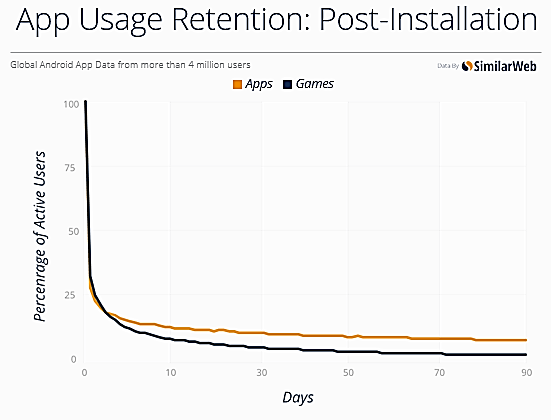 App Usage Retention: Post-Installation
Global Android App Data from more than 4 million users
Data By SimilarWeb
Apps Games
100
75
50
25
0
Percenrage of Active Users
0 10 30 50 70 90
Days